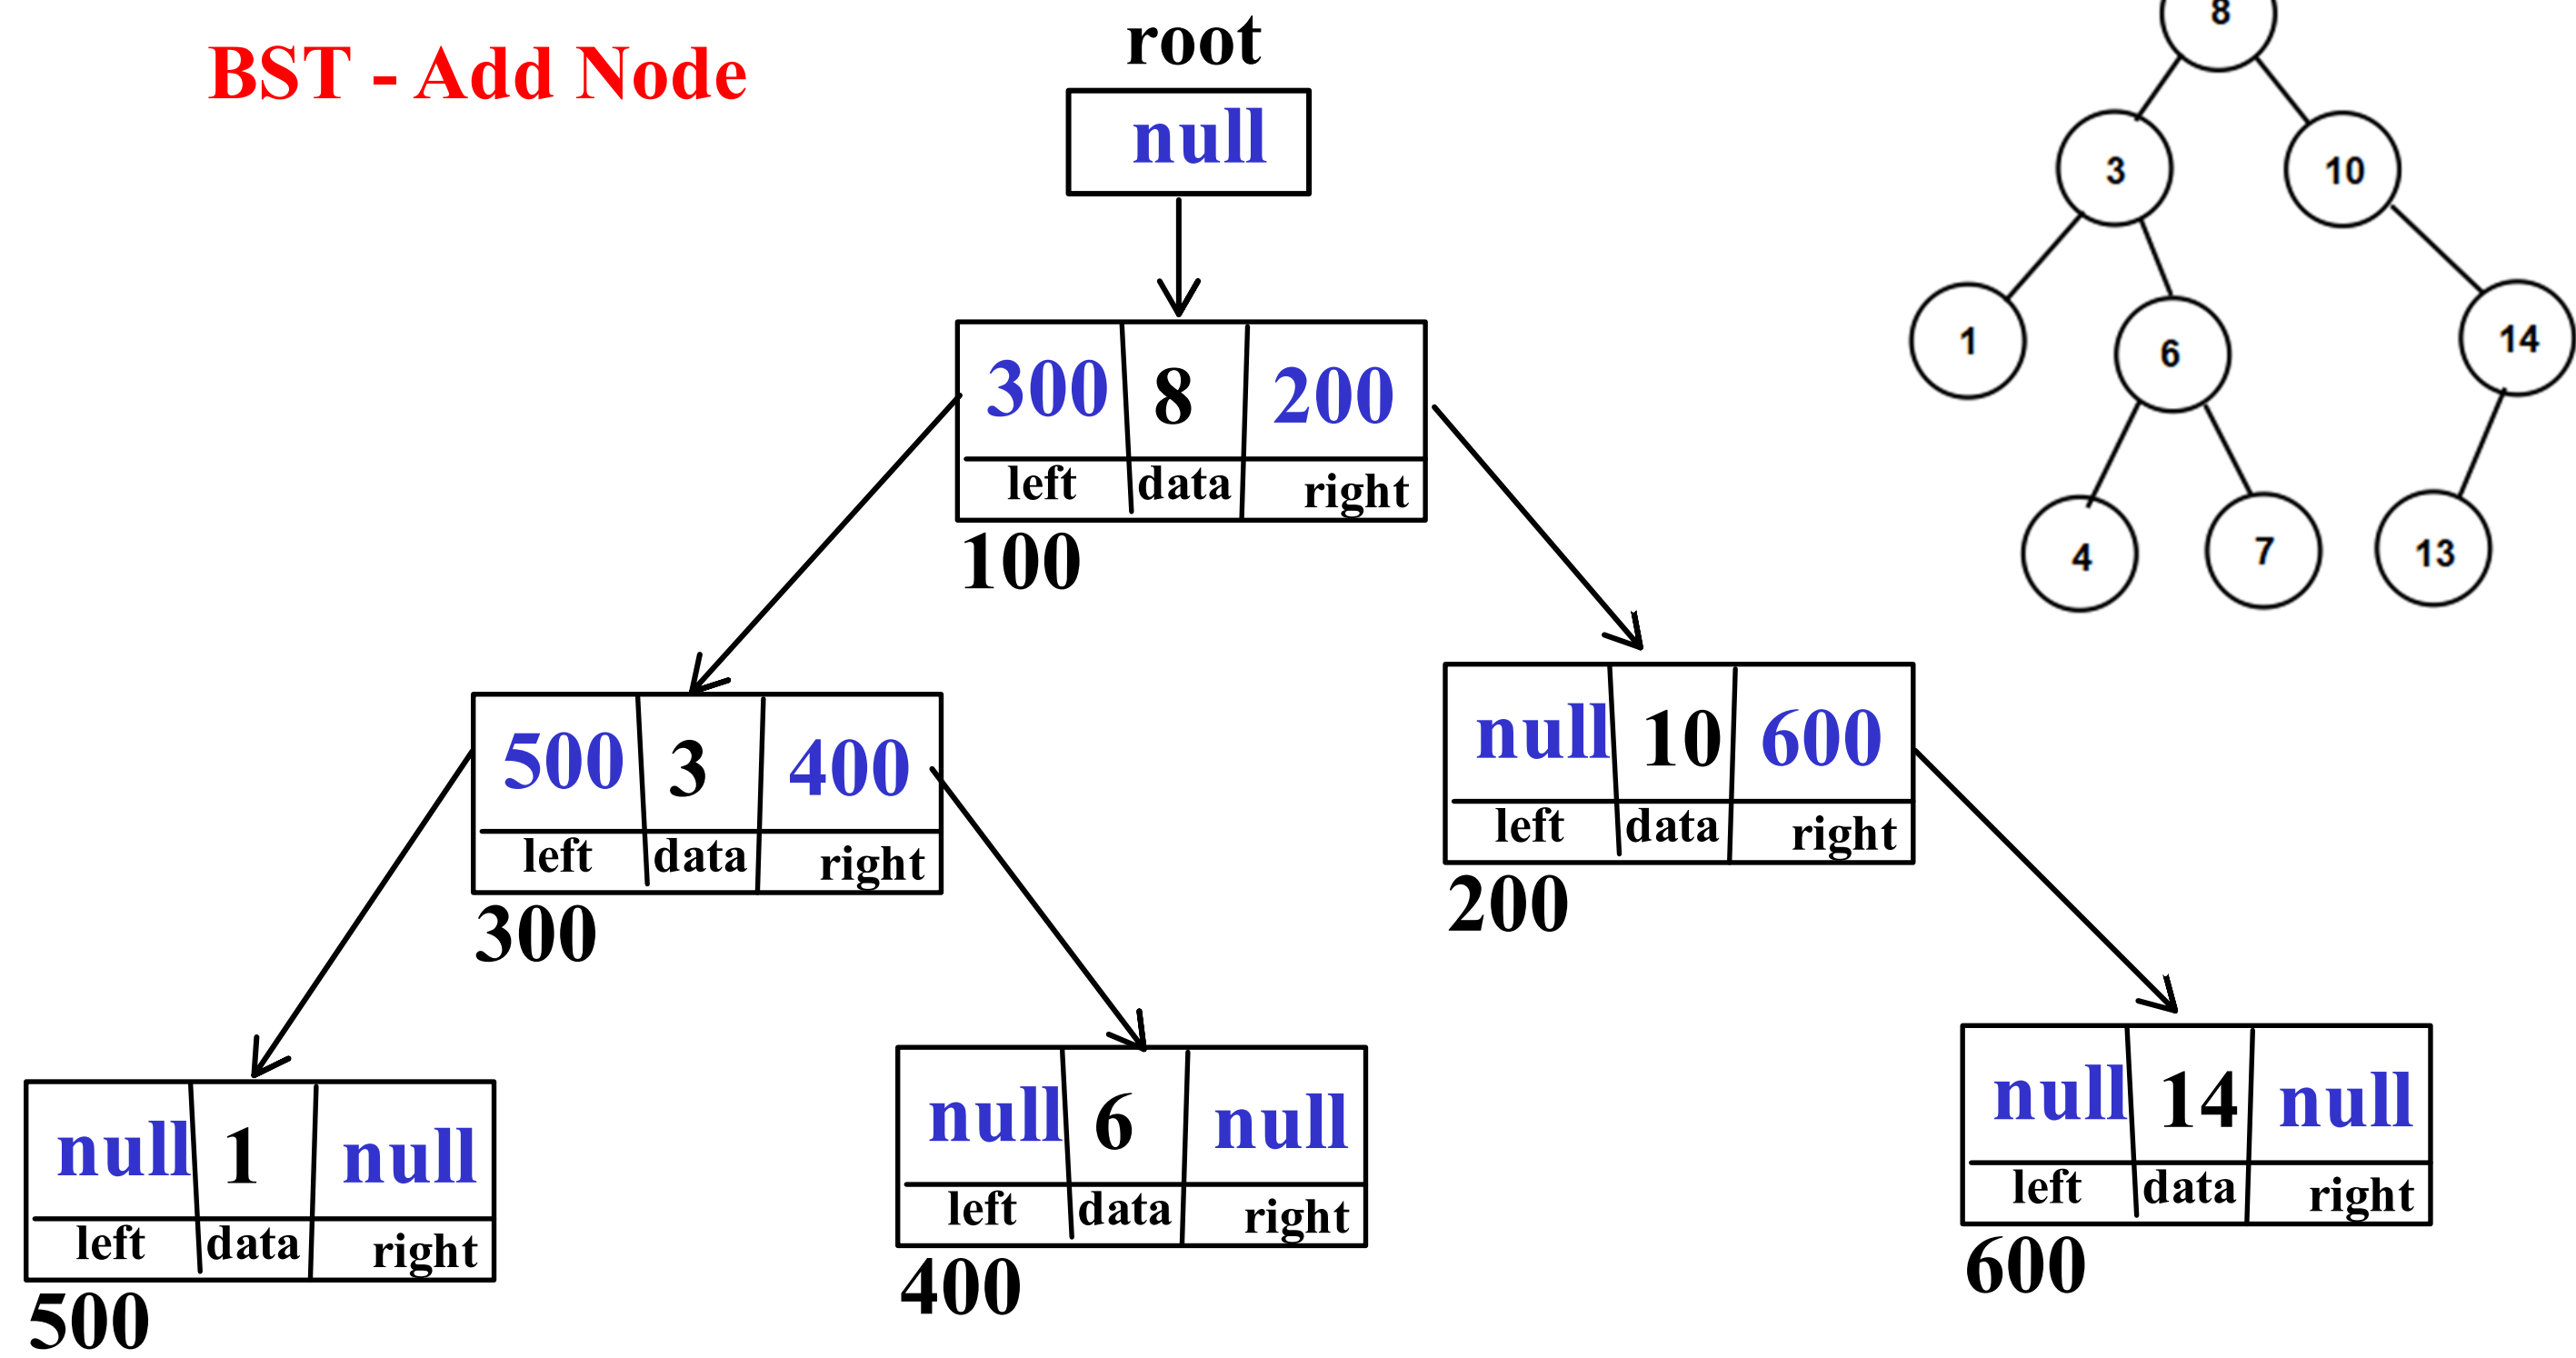 BST - Add Node
root
null
300 8 200
left data right
100
500 3 400
left data right
300
null 10 600
left data right
200
null 1 null
left data right
500
null 6 null
left data right
400
null 14 null
left data right
600
8
3 10
1 6 14
4 7 13